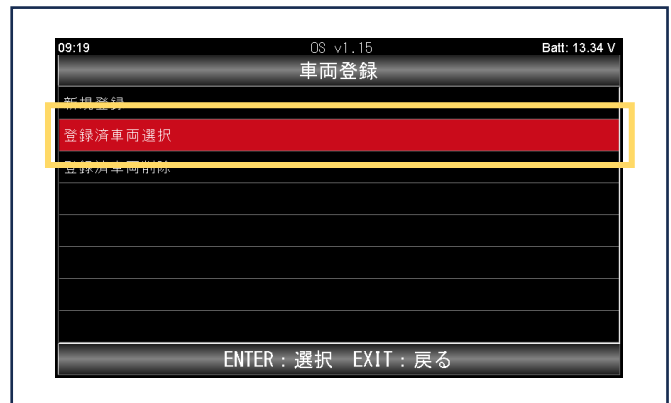 09:19 OS v1.15 Batt: 13.34 V
車両登録
新規登録
登録済車両選択
登録済車両削除
ENTER：選択 EXIT：戻る